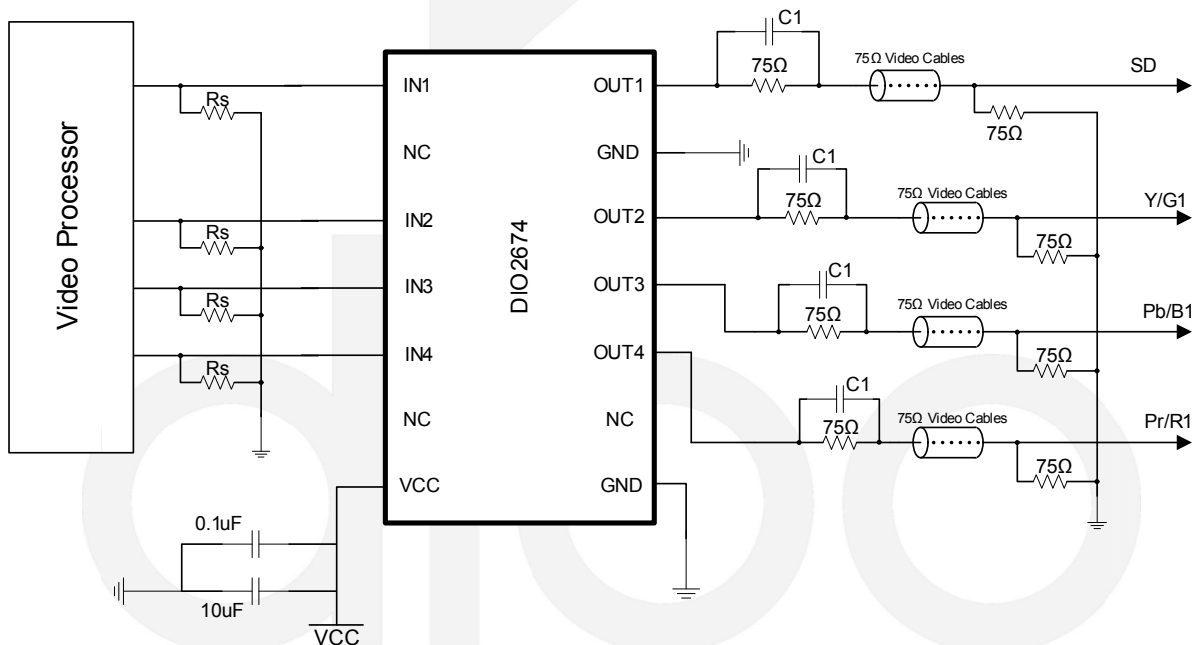 C1
75Ω
75Ω Video Cables
SD
IN1
OUT1
Rs
75Ω
Video Processor
NC
GND
C1
75Ω
75Ω Video Cables
Y/G1
IN2
OUT2
Rs
75Ω
DIO2674
C1
75Ω
75Ω Video Cables
Pb/B1
IN3
OUT3
Rs
75Ω
IN4
OUT4
Rs
C1
75Ω
75Ω Video Cables
Pr/R1
NC
NC
75Ω
VCC
GND
0.1uF
10uF
VCC
dioo